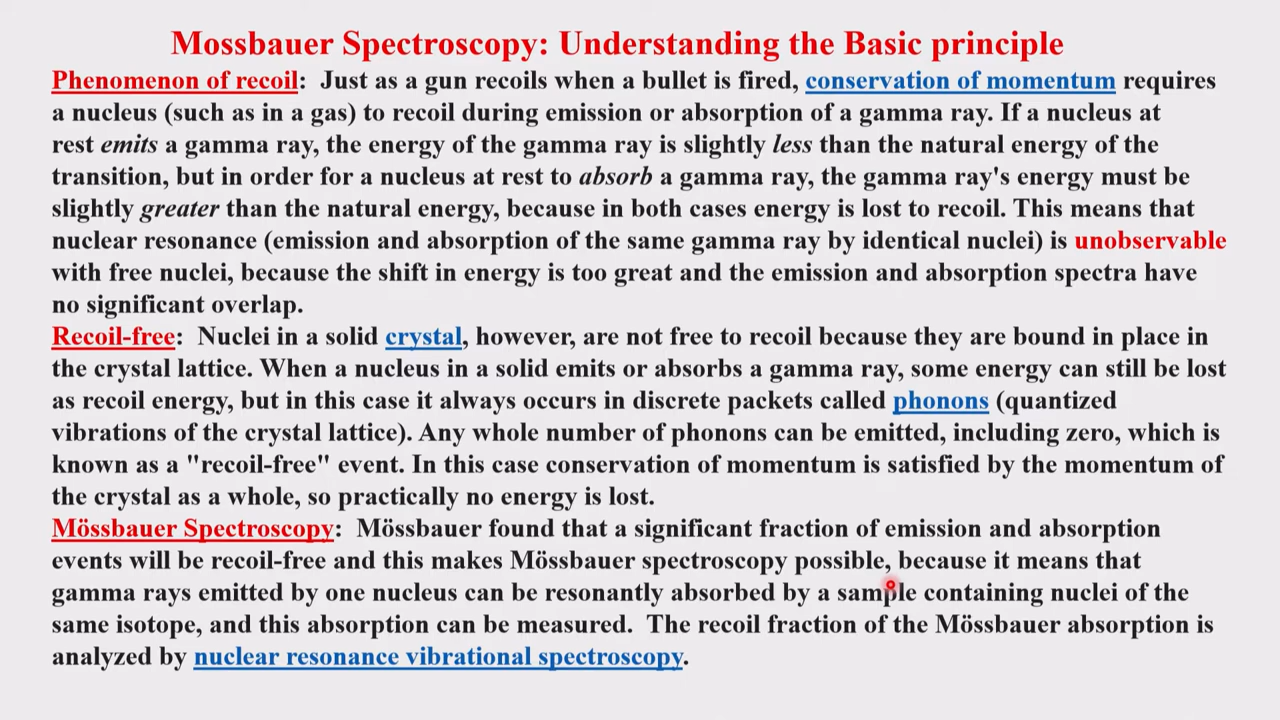 Mossbauer Spectroscopy: Understanding the Basic principle
Phenomenon of recoil:  Just as a gun recoils when a bullet is fired, conservation of momentum requires
a nucleus (such as in a gas) to recoil during emission or absorption of a gamma ray. If a nucleus at
rest emits a gamma ray, the energy of the gamma ray is slightly less than the natural energy of the
transition, but in order for a nucleus at rest to absorb a gamma ray, the gamma ray's energy must be
slightly greater than the natural energy, because in both cases energy is lost to recoil. This means that
nuclear resonance (emission and absorption of the same gamma ray by identical nuclei) is unobservable
with free nuclei, because the shift in energy is too great and the emission and absorption spectra have
no significant overlap.
Recoil-free:  Nuclei in a solid crystal, however, are not free to recoil because they are bound in place in
the crystal lattice. When a nucleus in a solid emits or absorbs a gamma ray, some energy can still be lost
as recoil energy, but in this case it always occurs in discrete packets called phonons (quantized
vibrations of the crystal lattice). Any whole number of phonons can be emitted, including zero, which is
known as a "recoil-free" event. In this case conservation of momentum is satisfied by the momentum of
the crystal as a whole, so practically no energy is lost.
Mössbauer Spectroscopy:  Mössbauer found that a significant fraction of emission and absorption
events will be recoil-free and this makes Mössbauer spectroscopy possible, because it means that
gamma rays emitted by one nucleus can be resonantly absorbed by a sample containing nuclei of the
same isotope, and this absorption can be measured.  The recoil fraction of the Mössbauer absorption is
analyzed by nuclear resonance vibrational spectroscopy.